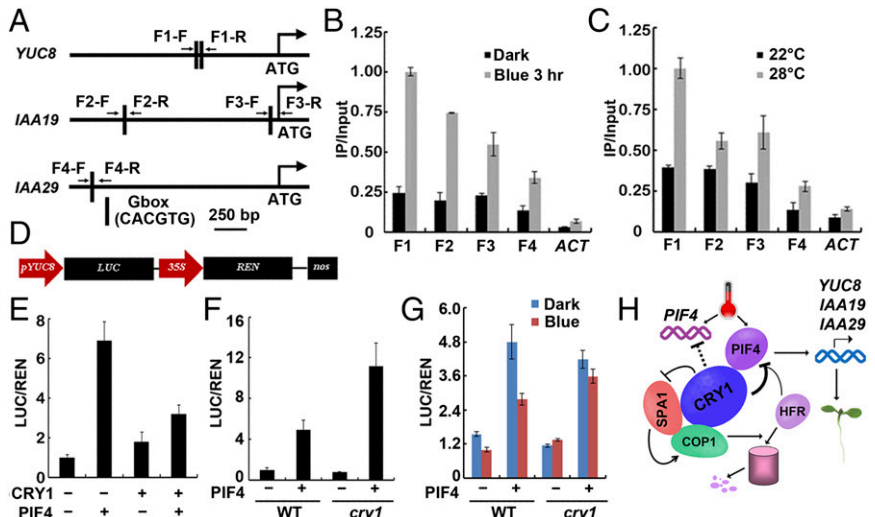 A
F1-F F1-R
YUC8
ATG
F2-F F2-R F3-F F3-R
IAA19
ATG
F4-F F4-R
IAA29
ATG
Gbox
(CACGTG)
250 bp
B
IP/Input
1.25
1.00
0.75
0.50
0.25
0
Dark
Blue 3 hr
F1 F2 F3 F4 ACT
C
IP/Input
1.25
1.00
0.75
0.50
0.25
0
22°C
28°C
F1 F2 F3 F4 ACT
D
pYUC8 LUC 35S REN nos
E
LUC/REN
8
6
4
2
0
CRY1 − − + +
PIF4 − + − +
F
LUC/REN
16
12
8
4
0
PIF4 − + − +
WT cry1
G
LUC/REN
6.0
4.8
3.6
2.4
1.2
0
Dark
Blue
PIF4 − + − +
WT cry1
H
PIF4
YUC8
IAA19
IAA29
PIF4
CRY1
SPA1
COP1
HFR